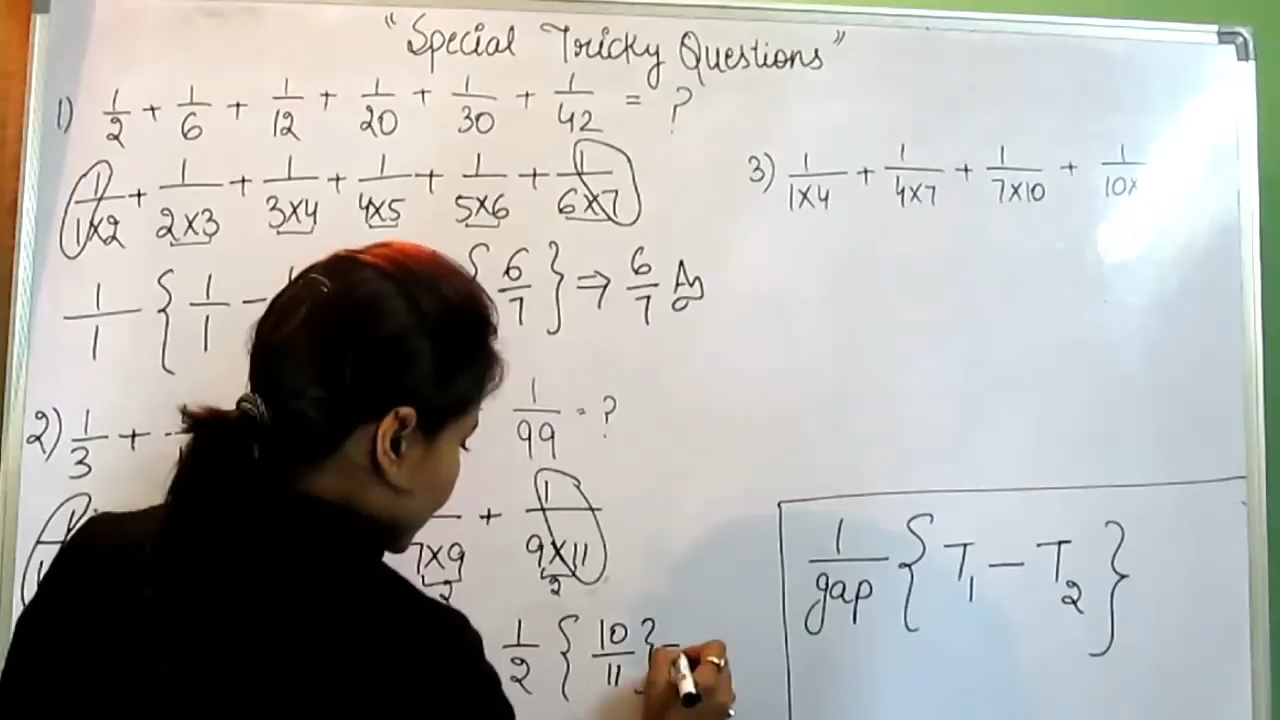 "Special Tricky Questions"
1) 1/2 + 1/6 + 1/12 + 1/20 + 1/30 + 1/42 = ?
1/1×2 + 1/2×3 + 1/3×4 + 1/4×5 + 1/5×6 + 1/6×7
1/1 { 1/1 - { 6/7 } ⇒ 6/7 Ans
2) 1/3 + 1/99 = ?
1/7×9 + 1/9×11
2 2
1/2 { 10/11 }
3) 1/1×4 + 1/4×7 + 1/7×10 + 1/10×
1/gap { T₁ - T₂ }